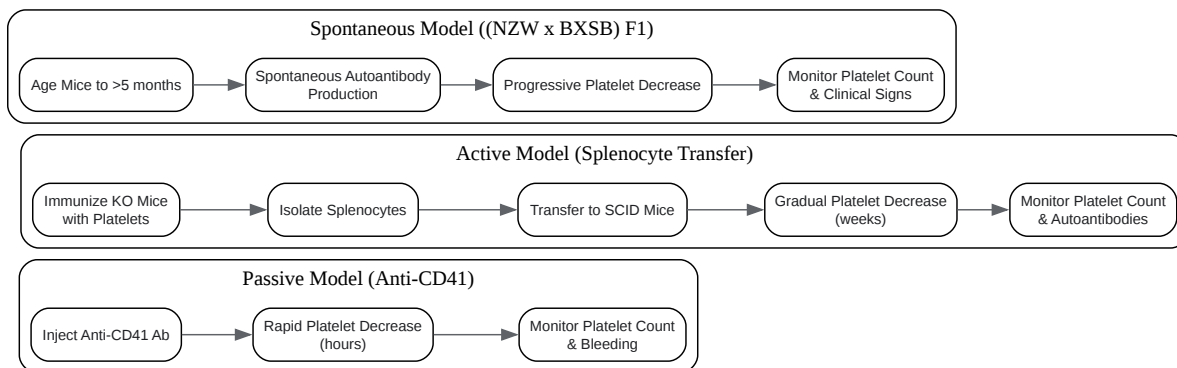 Spontaneous Model ((NZW x BXSB) F1)
Age Mice to >5 months
Spontaneous Autoantibody
Production
Progressive Platelet Decrease
Monitor Platelet Count
& Clinical Signs
Active Model (Splenocyte Transfer)
Immunize KO Mice
with Platelets
Isolate Splenocytes
Transfer to SCID Mice
Gradual Platelet Decrease
(weeks)
Monitor Platelet Count
& Autoantibodies
Passive Model (Anti-CD41)
Inject Anti-CD41 Ab
Rapid Platelet Decrease
(hours)
Monitor Platelet Count
& Bleeding